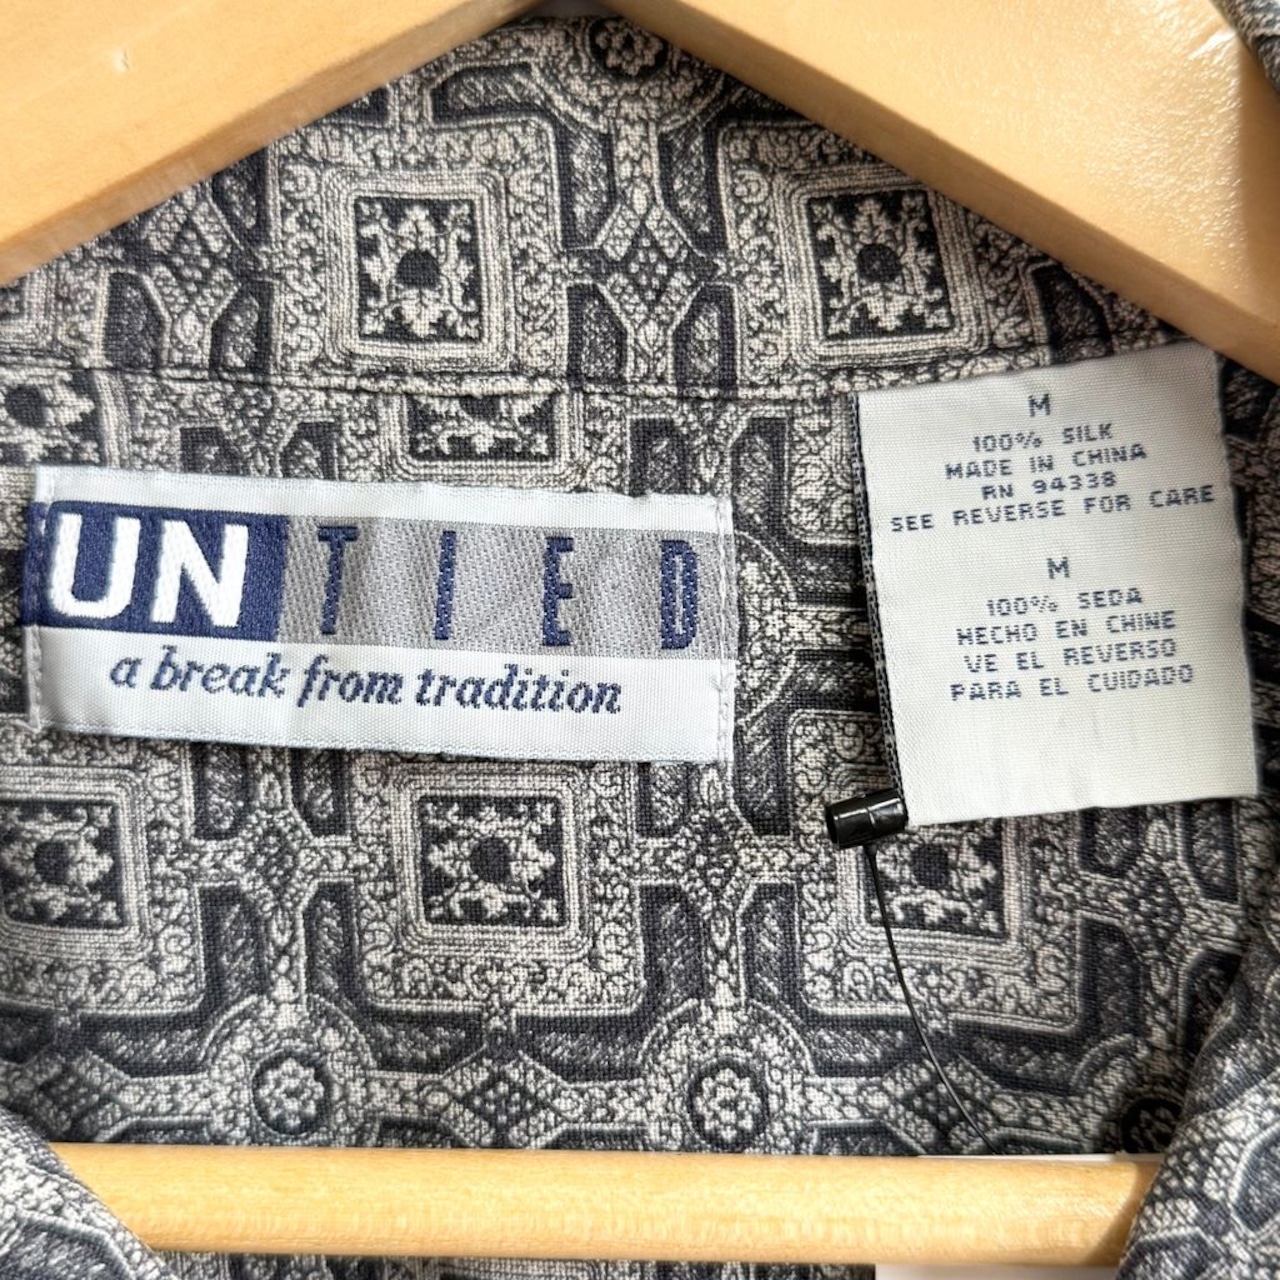 UNTIED
a break from tradition
M
100% SILK
MADE IN CHINA
RN 94338
SEE REVERSE FOR CARE
M
100% SEDA
HECHO EN CHINE
VE EL REVERSO
PARA EL CUIDADO